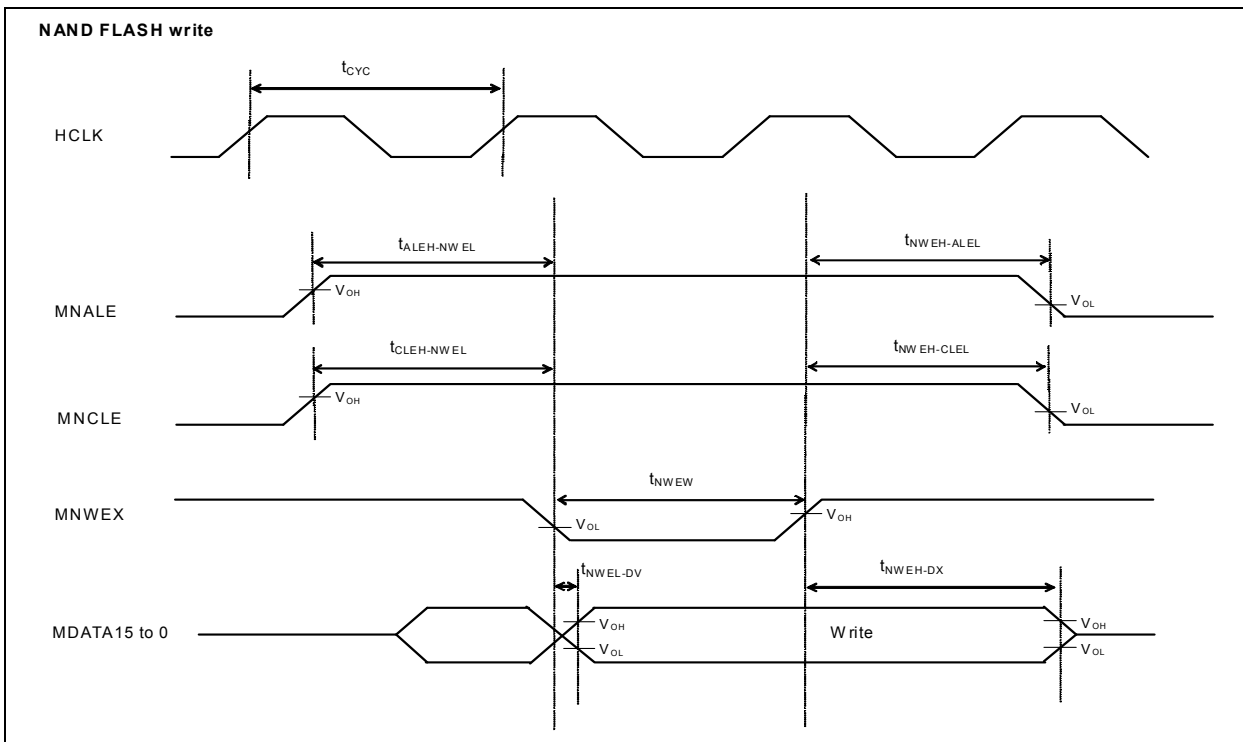 NAND FLASH write
tCYC
HCLK
tALEH-NWEL
tNWEH-ALEL
VOH
VOL
MNALE
tCLEH-NWEL
tNWEH-CLEL
VOH
VOL
MNCLE
tNWEW
MNWEX
VOL
VOH
tNWEL-DV
tNWEH-DX
MDATA15 to 0
VOH
Write
VOH
VOL
VOL